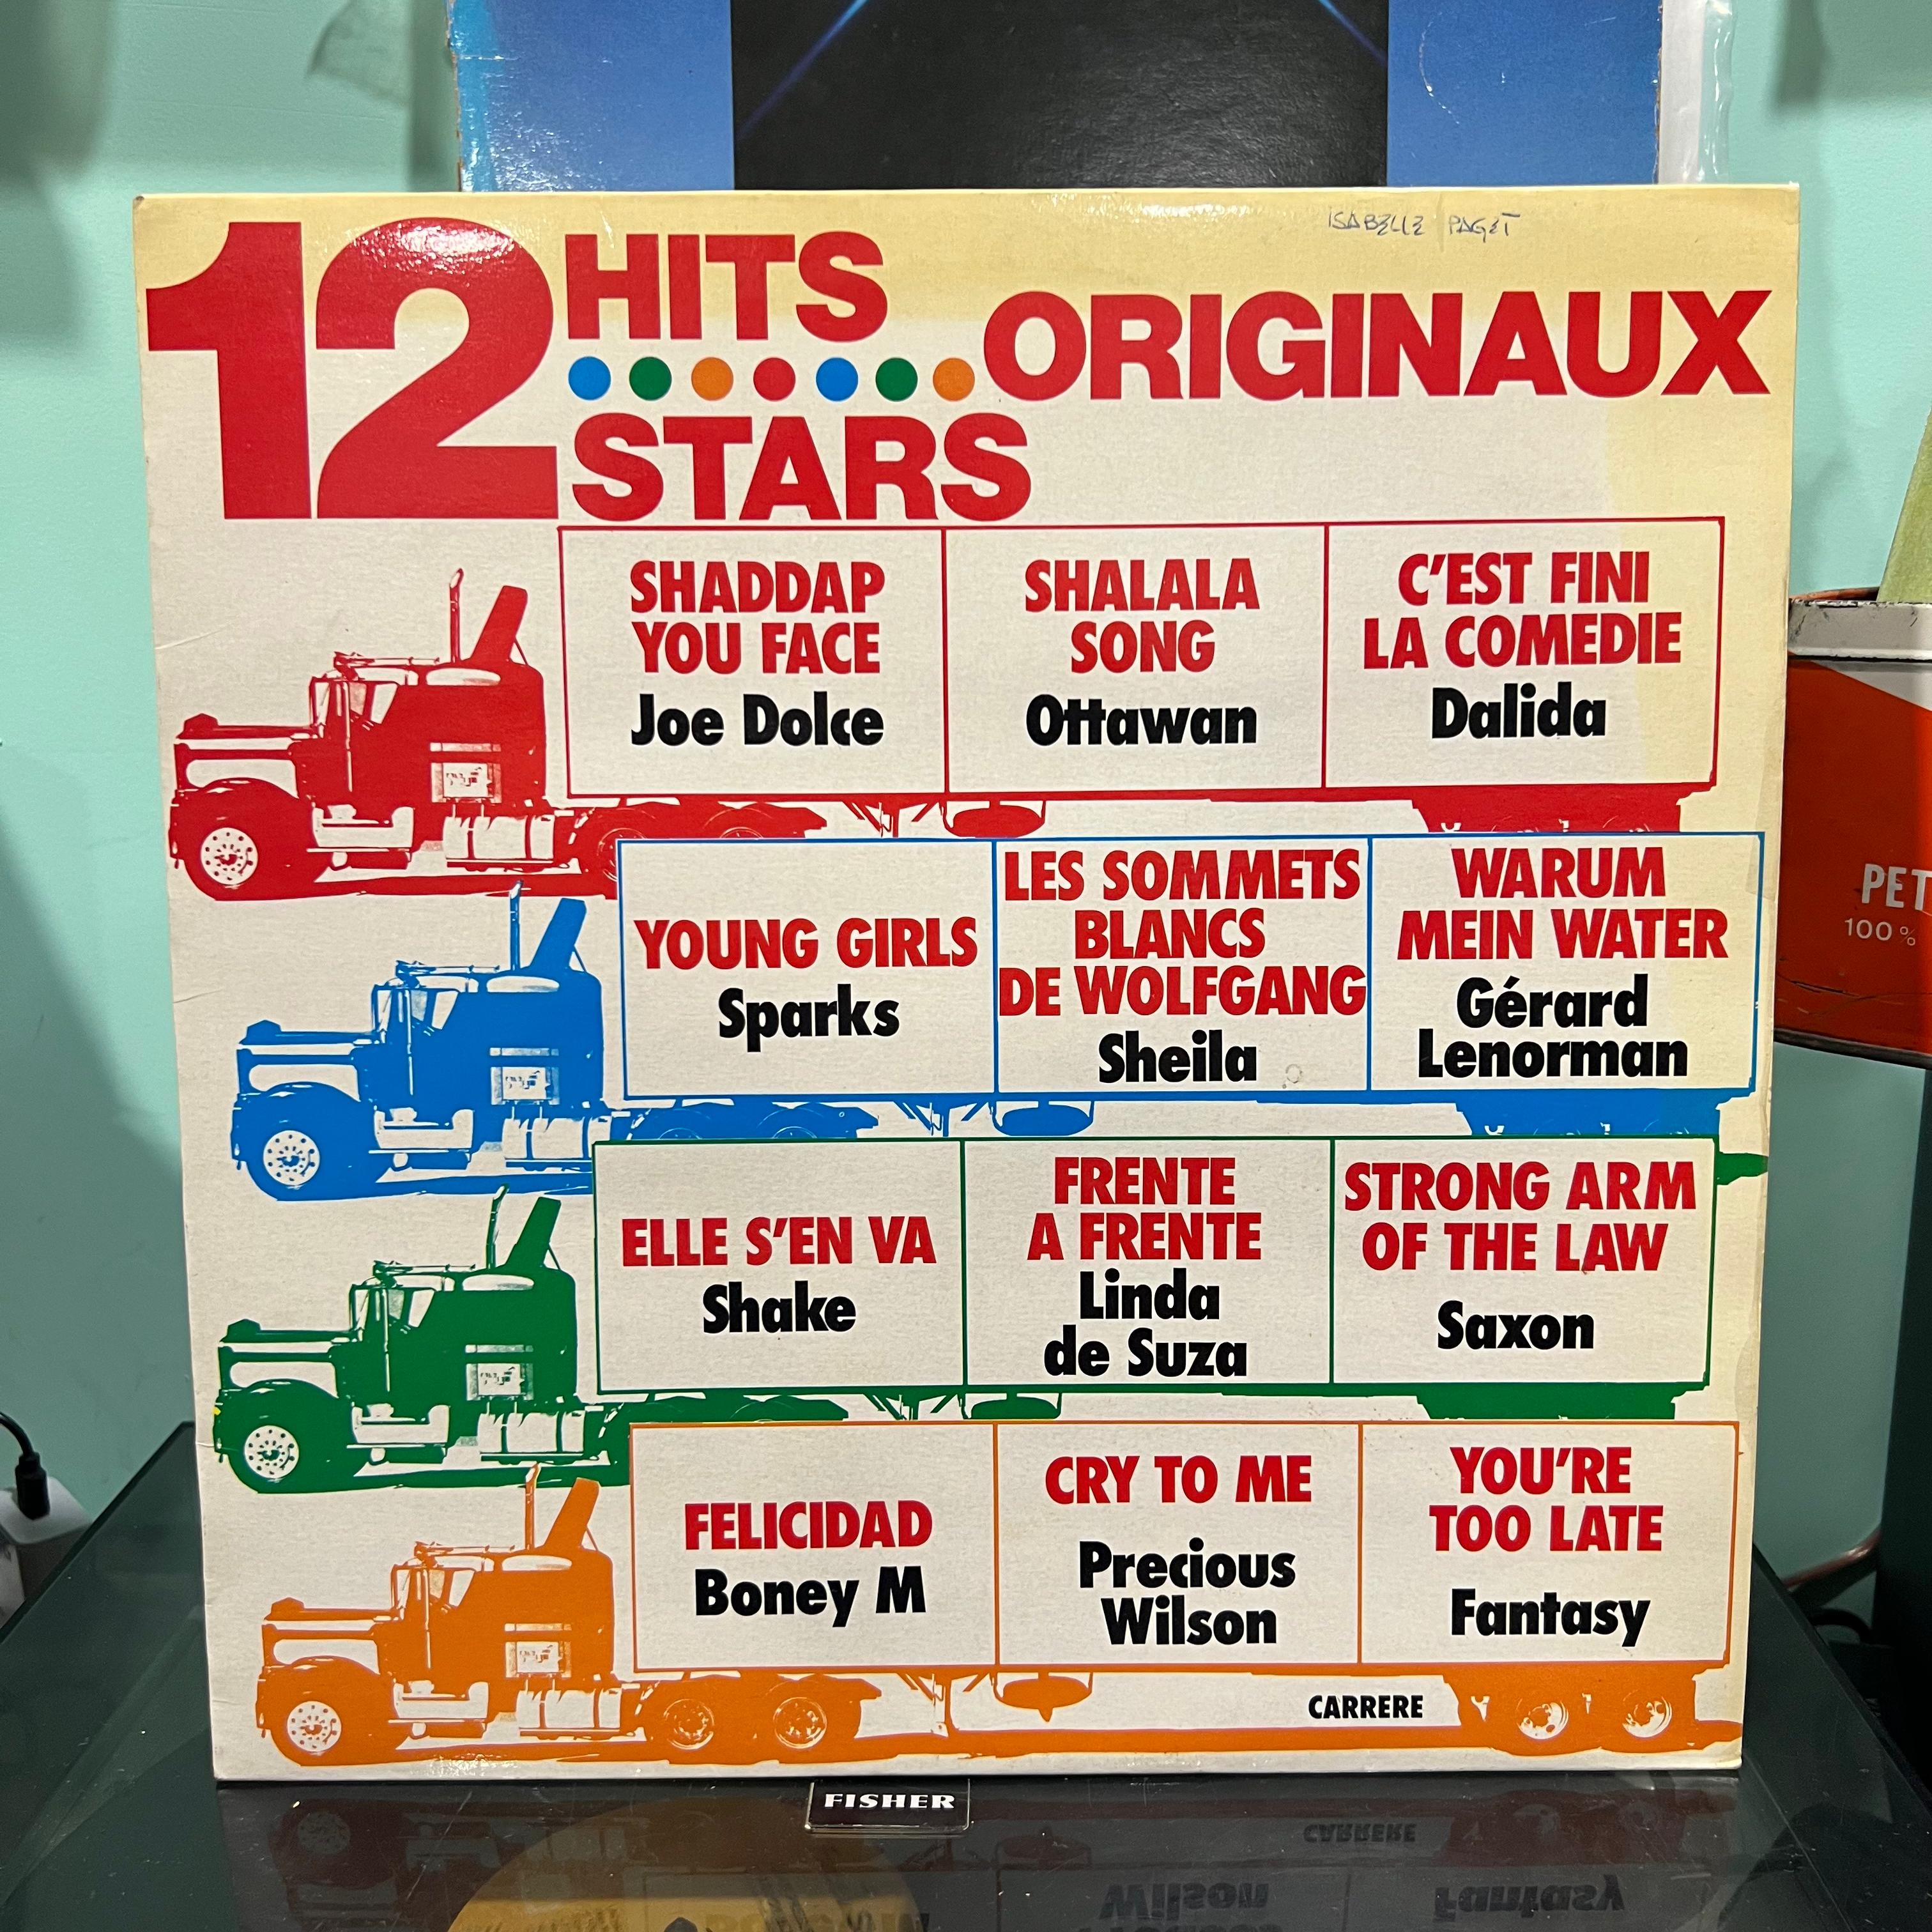 ISABELLE PAGET
12 HITS
STARS
ORIGINAUX
SHADDAP
YOU FACE
Joe Dolce
SHALALA
SONG
Ottawan
C'EST FINI
LA COMEDIE
Dalida
YOUNG GIRLS
Sparks
LES SOMMETS
BLANCS
DE WOLFGANG
Sheila
WARUM
MEIN WATER
Gérard
Lenorman
ELLE S'EN VA
Shake
FRENTE
A FRENTE
Linda
de Suza
STRONG ARM
OF THE LAW
Saxon
FELICIDAD
Boney M
CRY TO ME
Precious
Wilson
YOU'RE
TOO LATE
Fantasy
CARRERE
FISHER
PET
100 %